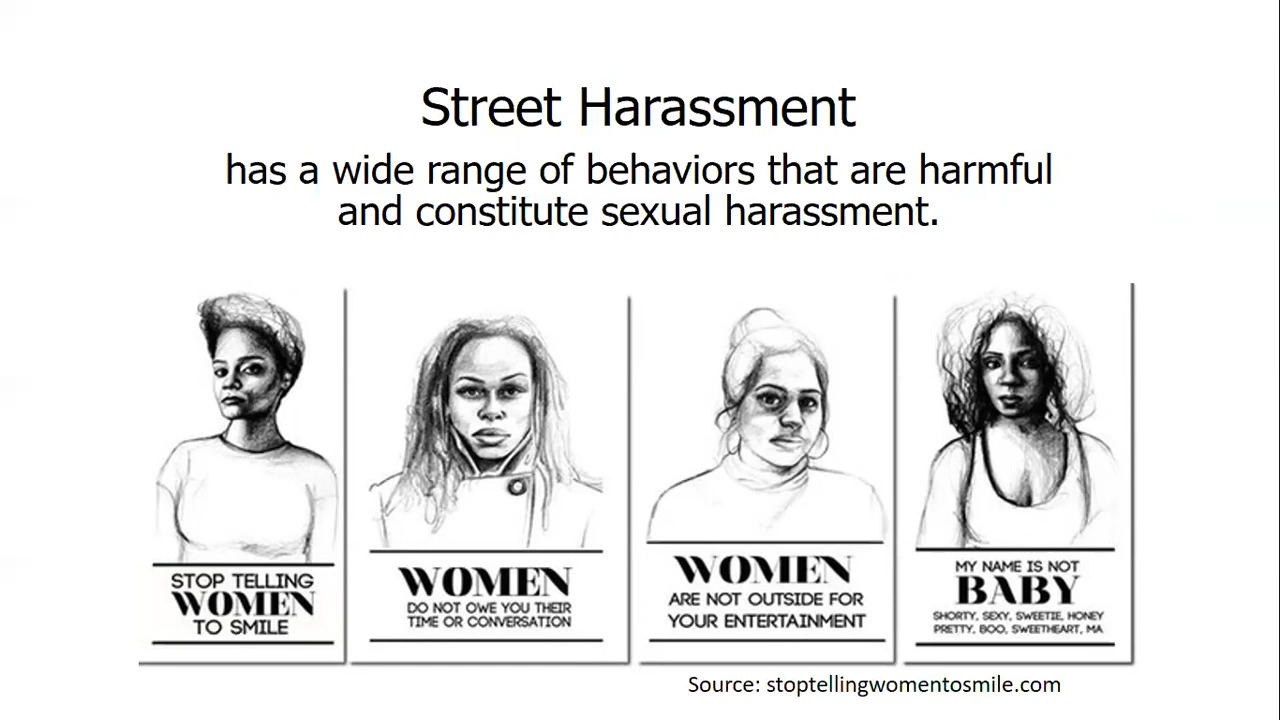 Street Harassment
has a wide range of behaviors that are harmful
and constitute sexual harassment.
STOP TELLING
WOMEN
TO SMILE
WOMEN
DO NOT OWE YOU THEIR
TIME OR CONVERSATION
WOMEN
ARE NOT OUTSIDE FOR
YOUR ENTERTAINMENT
MY NAME IS NOT
BABY
SHORTY, SEXY, SWEETIE, HONEY
PRETTY, BOO, SWEETHEART, MA
Source: stoptellingwomentosmile.com